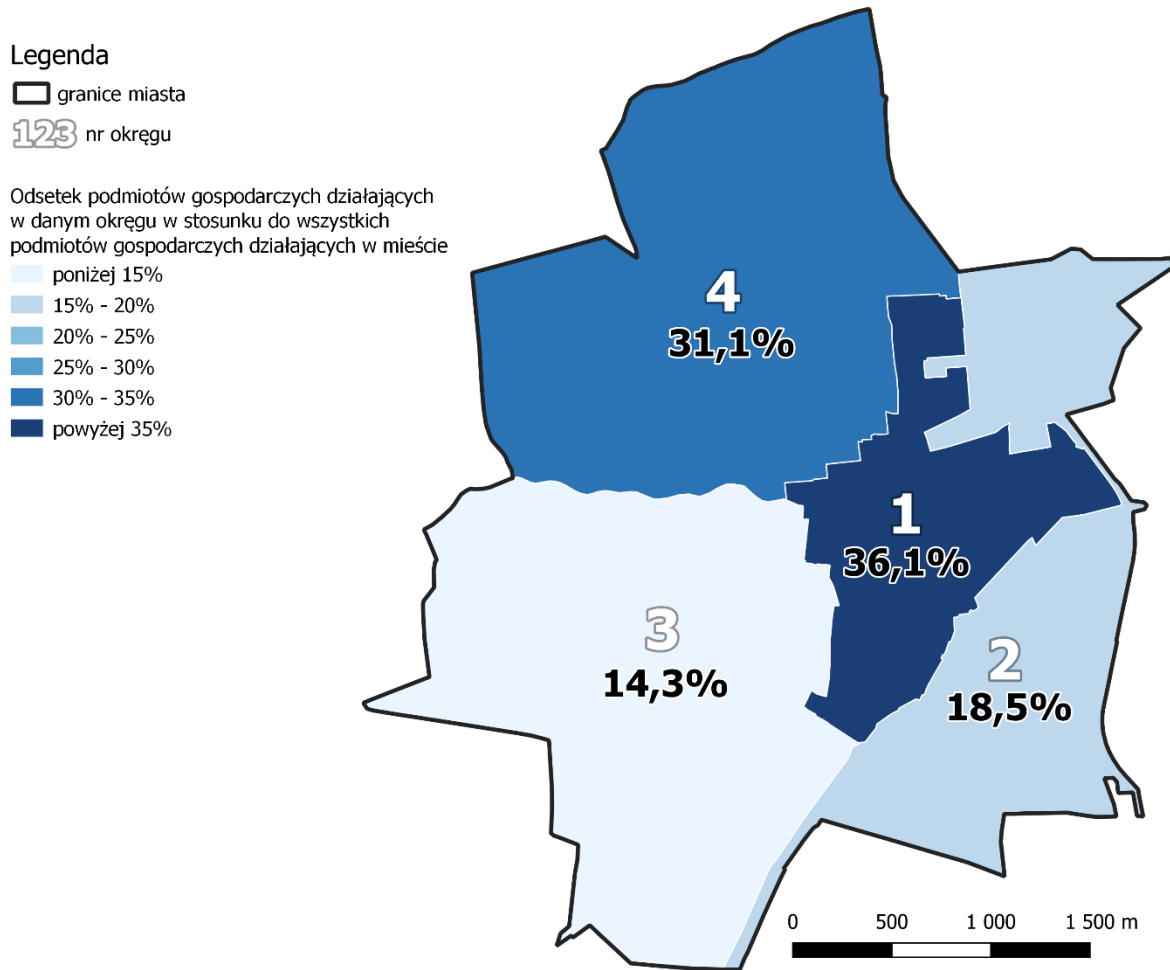 Legenda
granice miasta
123 nr okręgu
Odsetek podmiotów gospodarczych działających
w danym okręgu w stosunku do wszystkich
podmiotów gospodarczych działających w mieście
poniżej 15%
15% - 20%
20% - 25%
25% - 30%
30% - 35%
powyżej 35%
4
31,1%
1
36,1%
3
14,3%
2
18,5%
0 500 1 000 1 500 m